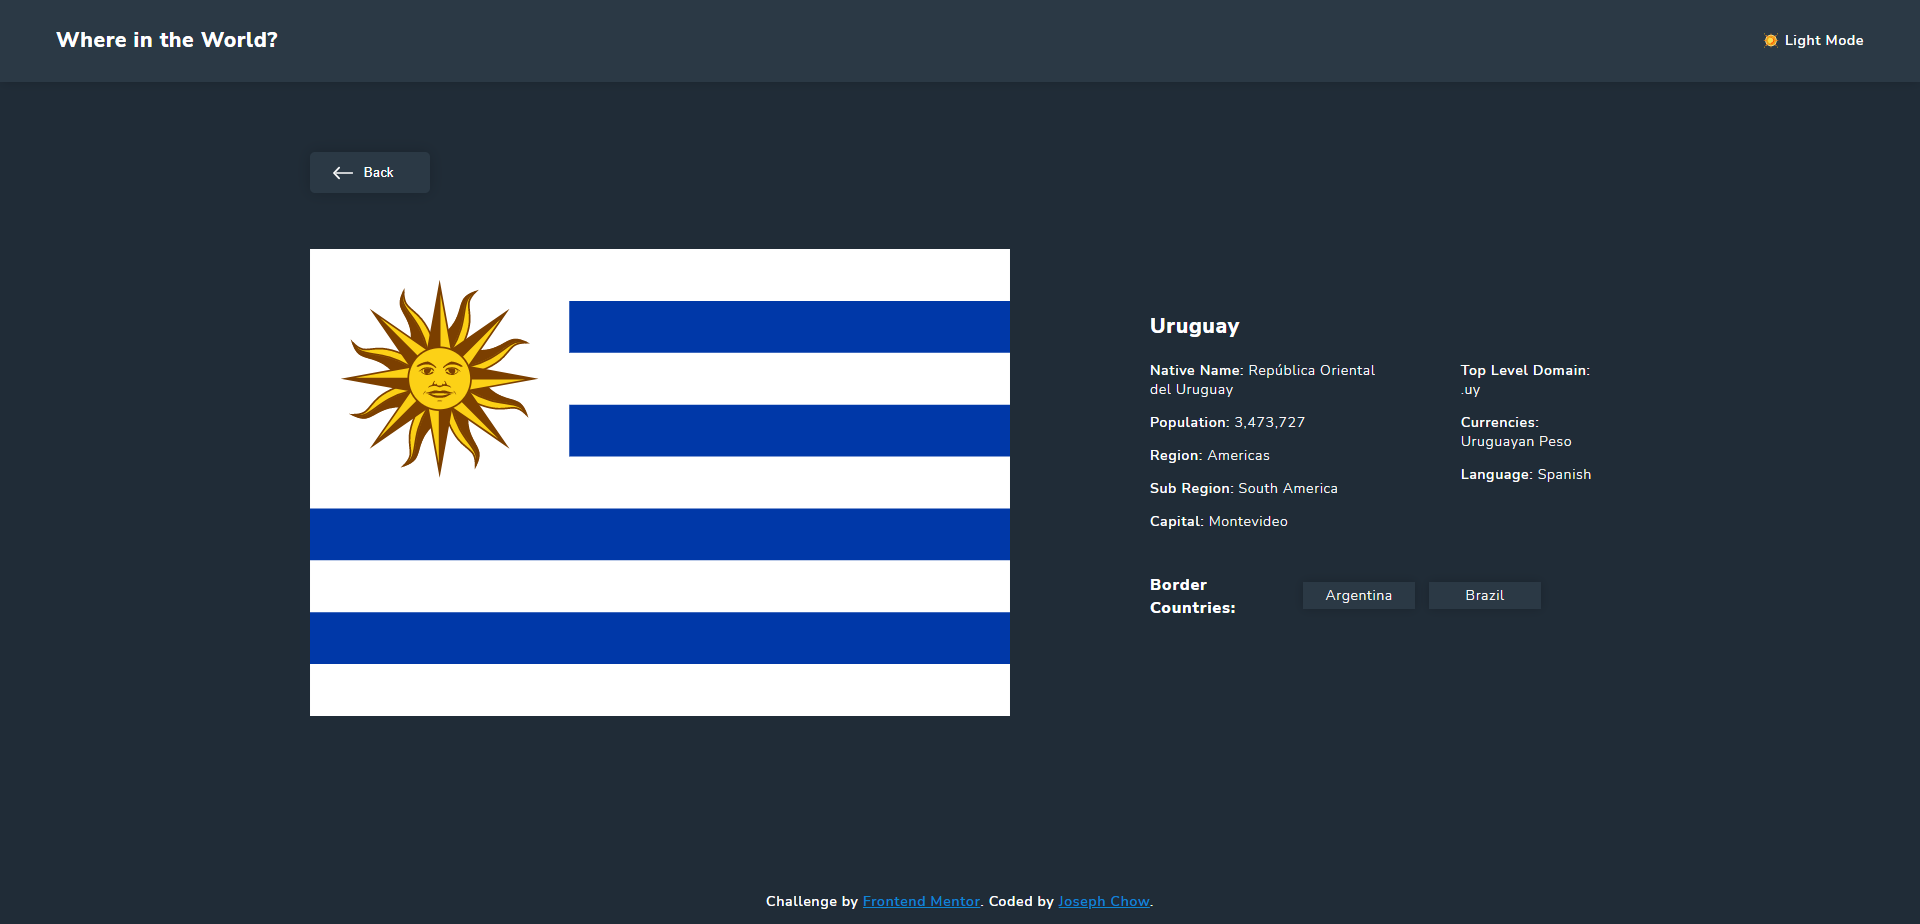 Where in the World?
Light Mode
Back
Uruguay
Native Name: República Oriental
del Uruguay
Population: 3,473,727
Region: Americas
Sub Region: South America
Capital: Montevideo
Top Level Domain:
.uy
Currencies:
Uruguayan Peso
Language: Spanish
Border
Countries:
Argentina
Brazil
Challenge by Frontend Mentor. Coded by Joseph Chow.